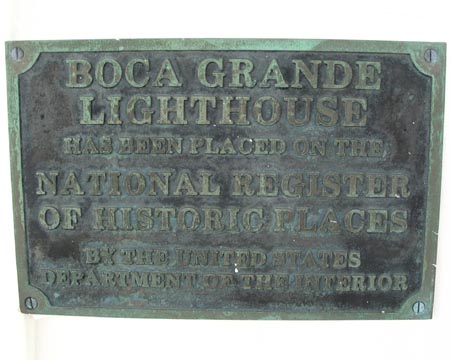 BOCA GRANDE
LIGHTHOUSE
HAS BEEN PLACED ON THE
NATIONAL REGISTER
OF HISTORIC PLACES
BY THE UNITED STATES
DEPARTMENT OF THE INTERIOR